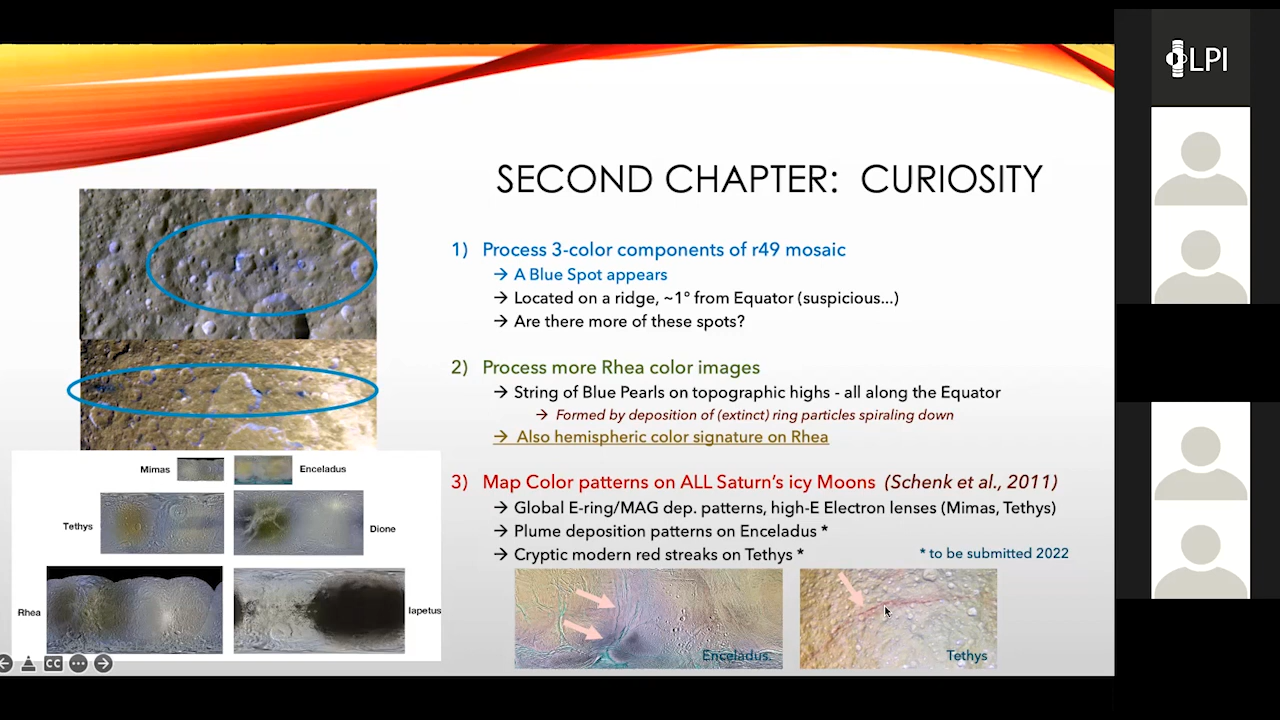 LPI
SECOND CHAPTER: CURIOSITY
1) Process 3-color components of r49 mosaic
→ A Blue Spot appears
→ Located on a ridge, ~1° from Equator (suspicious...)
→ Are there more of these spots?
2) Process more Rhea color images
→ String of Blue Pearls on topographic highs - all along the Equator
→ Formed by deposition of (extinct) ring particles spiraling down
→ Also hemispheric color signature on Rhea
3) Map Color patterns on ALL Saturn's icy Moons (Schenk et al., 2011)
→ Global E-ring/MAG dep. patterns, high-E Electron lenses (Mimas, Tethys)
→ Plume deposition patterns on Enceladus *
→ Cryptic modern red streaks on Tethys *
* to be submitted 2022
Mimas
Enceladus
Tethys
Dione
Rhea
Iapetus
Enceladus.
Tethys
CC